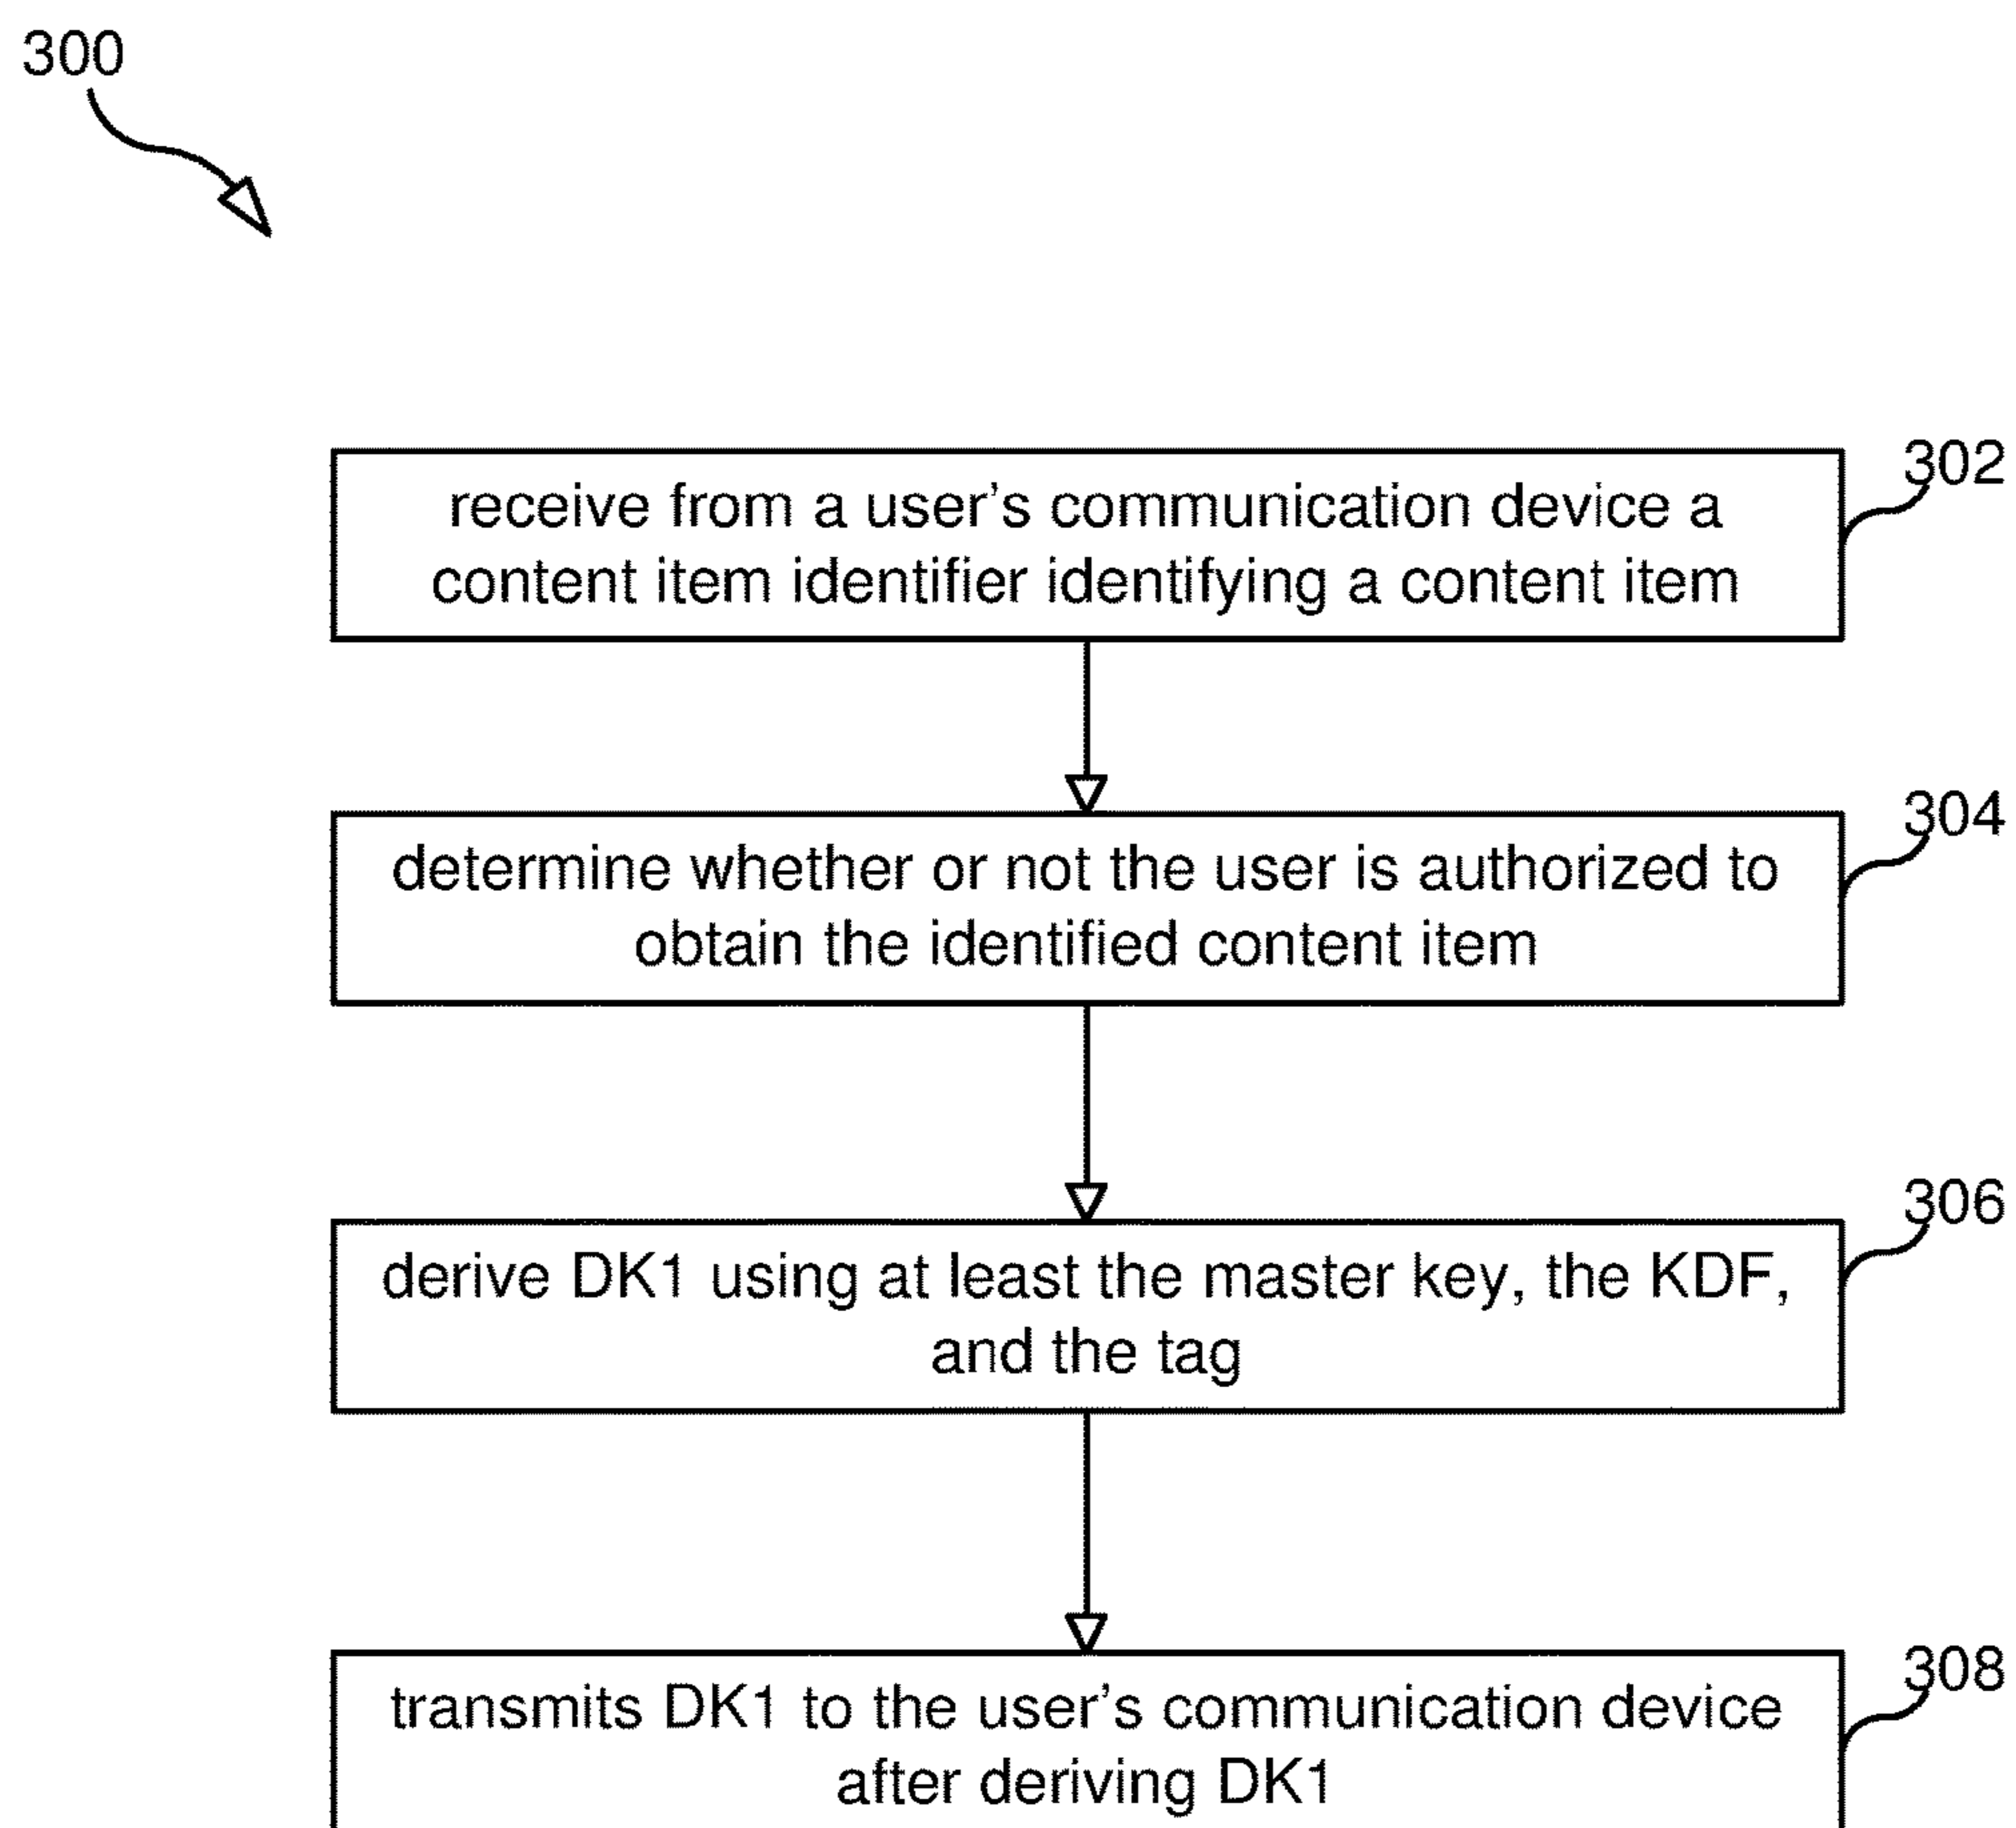 300
302
receive from a user's communication device a
content item identifier identifying a content item
304
determine whether or not the user is authorized to
obtain the identified content item
306
derive DK1 using at least the master key, the KDF,
and the tag
308
transmits DK1 to the user's communication device
after deriving DK1